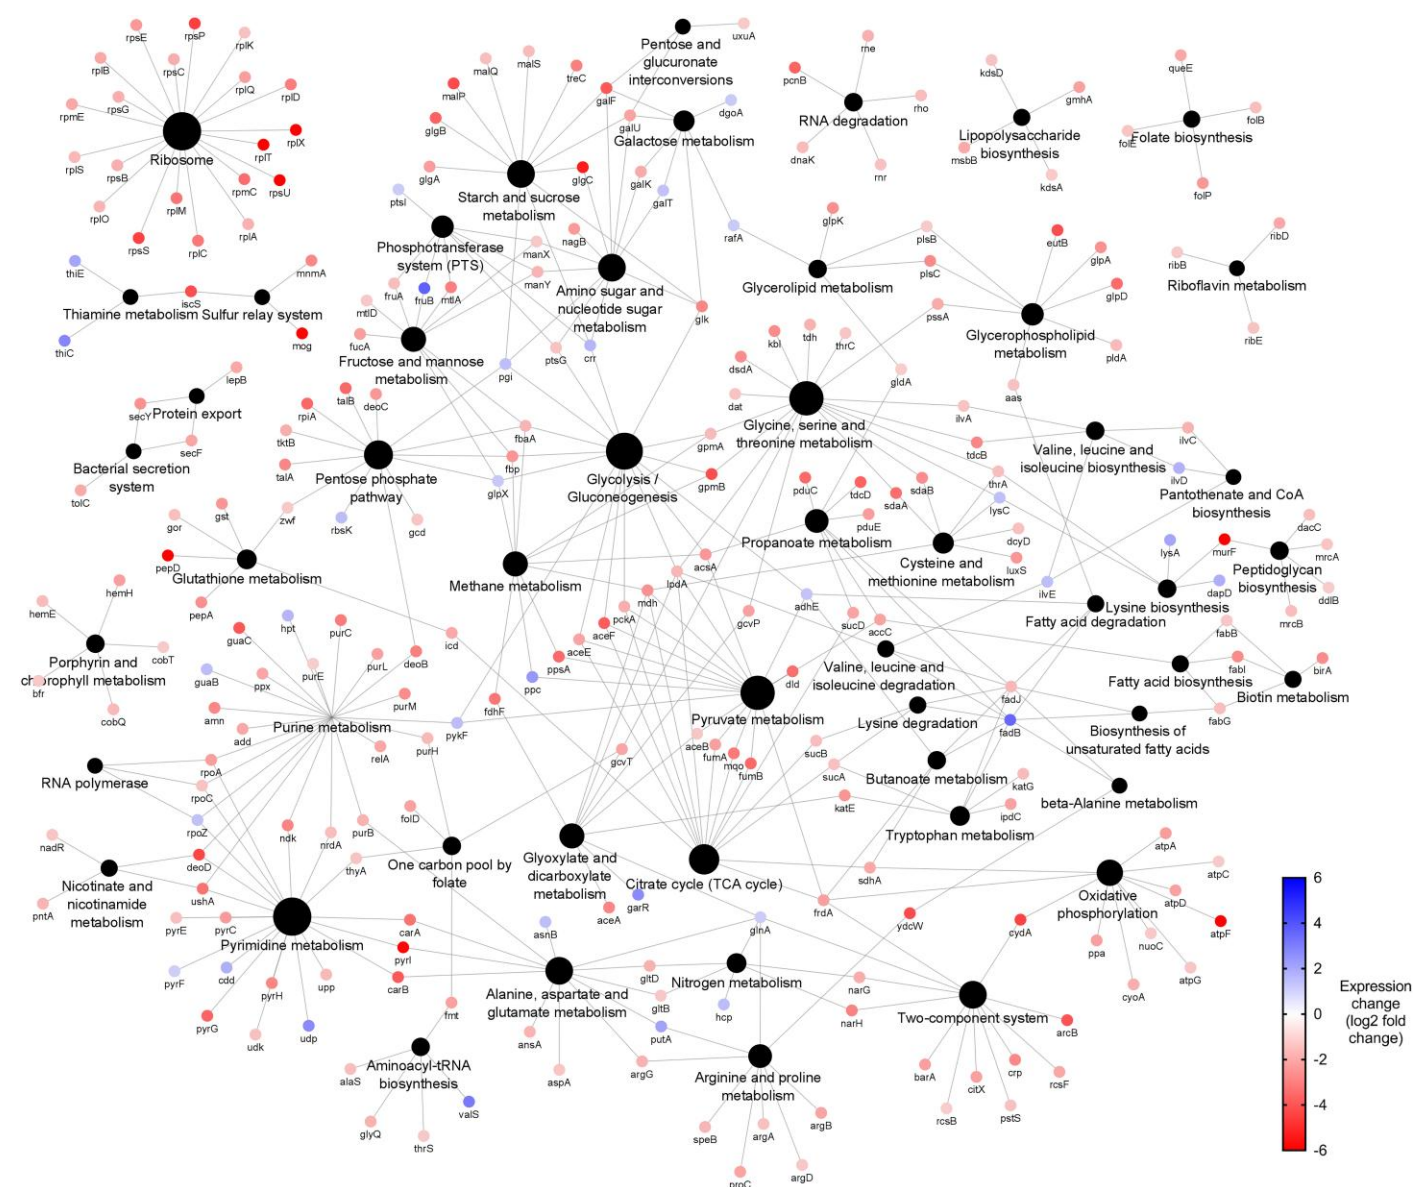 rpsE
rpsP
rplK
rplB
rpsC
rplQ
rplD
rpmE
rpsG
rplX
Ribosome
rplT
rplS
rpsB
rpmC
rpsU
rplO
rplM
rplA
rpsS
rplC
thiE
mnmA
iscS
Thiamine metabolism
Sulfur relay system
thiC
mog
lepB
secY
Protein export
secF
Bacterial secretion
system
tolC
malQ
malS
treC
malP
galF
glgB
galU
glgA
glgC
galK
galT
Starch and sucrose
metabolism
Pentose and
glucuronate
interconversions
uxuA
dgoA
Galactose metabolism
ptsI
Phosphotransferase
system (PTS)
nagB
manX
manY
fruA
fruB
mtlA
mtlD
fucA
Amino sugar and
nucleotide sugar
metabolism
glk
Fructose and mannose
metabolism
ptsG
crr
pgi
rafA
pcnB
rne
rho
RNA degradation
dnaK
rnr
kdsD
gmhA
Lipopolysaccharide
biosynthesis
msbB
kdsA
queE
folB
folE
Folate biosynthesis
folP
glpK
plsB
plsC
Glycerolipid metabolism
eutB
glpA
glpD
pssA
Glycerophospholipid
metabolism
pldA
aas
ribD
ribB
Riboflavin metabolism
ribE
talB
deoC
rpiA
tktB
talA
Pentose phosphate
pathway
fbaA
fbp
glpX
zwf
rbsK
gcd
Glycolysis /
Gluconeogenesis
gpmA
gpmB
kbl
tdh
thrC
dsdA
dat
gldA
Glycine, serine and
threonine metabolism
ilvA
tdcB
thrA
lysC
Valine, leucine and
isoleucine biosynthesis
ilvC
ilvD
Pantothenate and CoA
biosynthesis
pduC
tdcD
pduE
sdaA
sdaB
Propanoate metabolism
dcyD
luxS
Cysteine and
methionine metabolism
lysA
murF
dapD
dacC
mrcA
Peptidoglycan
biosynthesis
ddlB
mrcB
ilvE
Lysine biosynthesis
Fatty acid degradation
gor
gst
pepD
Glutathione metabolism
pepA
Methane metabolism
acsA
lpdA
mdh
pckA
aceF
aceE
ppsA
ppc
gcvP
adhE
sucD
accC
hemH
hemE
Porphyrin and
chlorophyll metabolism
cobT
bfr
cobQ
hpt
guaC
purC
purL
deoB
guaB
ppx
purE
purM
amn
add
Purine metabolism
relA
purH
icd
fdhF
pykF
Pyruvate metabolism
dld
aceB
fumA
mqo
fumB
gcvT
Valine, leucine and
isoleucine degradation
fabB
fabI
birA
Fatty acid biosynthesis
Biotin metabolism
fabG
fadJ
fadB
Lysine degradation
Biosynthesis of
unsaturated fatty acids
sucB
sucA
Butanoate metabolism
katG
katE
ipdC
beta-Alanine metabolism
Tryptophan metabolism
RNA polymerase
rpoA
rpoC
rpoZ
ndk
nrdA
purB
thyA
folD
nadR
deoD
Nicotinate and
nicotinamide
metabolism
ushA
pntA
One carbon pool by
folate
Glyoxylate and
dicarboxylate
metabolism
Citrate cycle (TCA cycle)
garR
aceA
sdhA
frdA
ydcW
Oxidative
phosphorylation
atpA
atpC
atpD
atpF
cydA
ppa
nuoC
atpG
cyoA
pyrE
pyrC
Pyrimidine metabolism
carA
pyrI
carB
pyrF
cdd
pyrH
upp
pyrG
udk
udp
asnB
glnA
gltD
gltB
Nitrogen metabolism
Alanine, aspartate and
glutamate metabolism
hcp
putA
ansA
aspA
argG
narG
narH
Two-component system
arcB
barA
citX
crp
rcsF
rcsB
pstS
fmt
Aminoacyl-tRNA
biosynthesis
alaS
valS
glyQ
thrS
Arginine and proline
metabolism
speB
argA
argB
proC
argD
6
4
2
0
-2
-4
-6
Expression
change
(log2 fold
change)